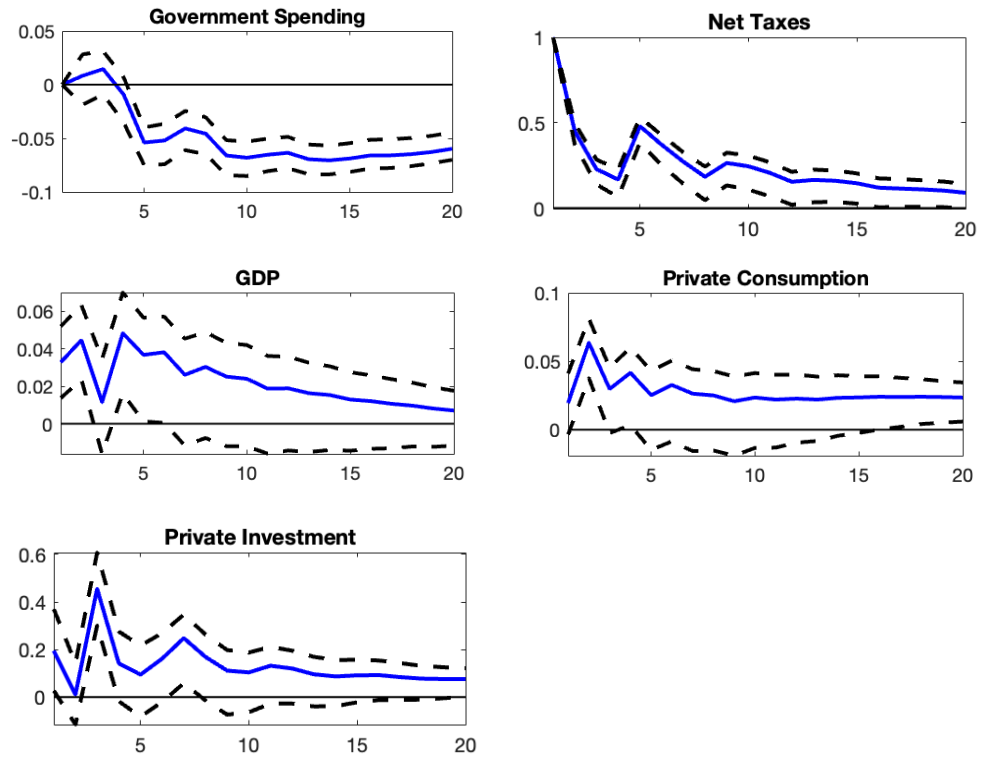 Government Spending
0.05
0
-0.05
-0.1
5 10 15 20
Net Taxes
1
0.5
0
5 10 15 20
GDP
0.06
0.04
0.02
0
5 10 15 20
Private Consumption
0.1
0.05
0
5 10 15 20
Private Investment
0.6
0.4
0.2
0
5 10 15 20